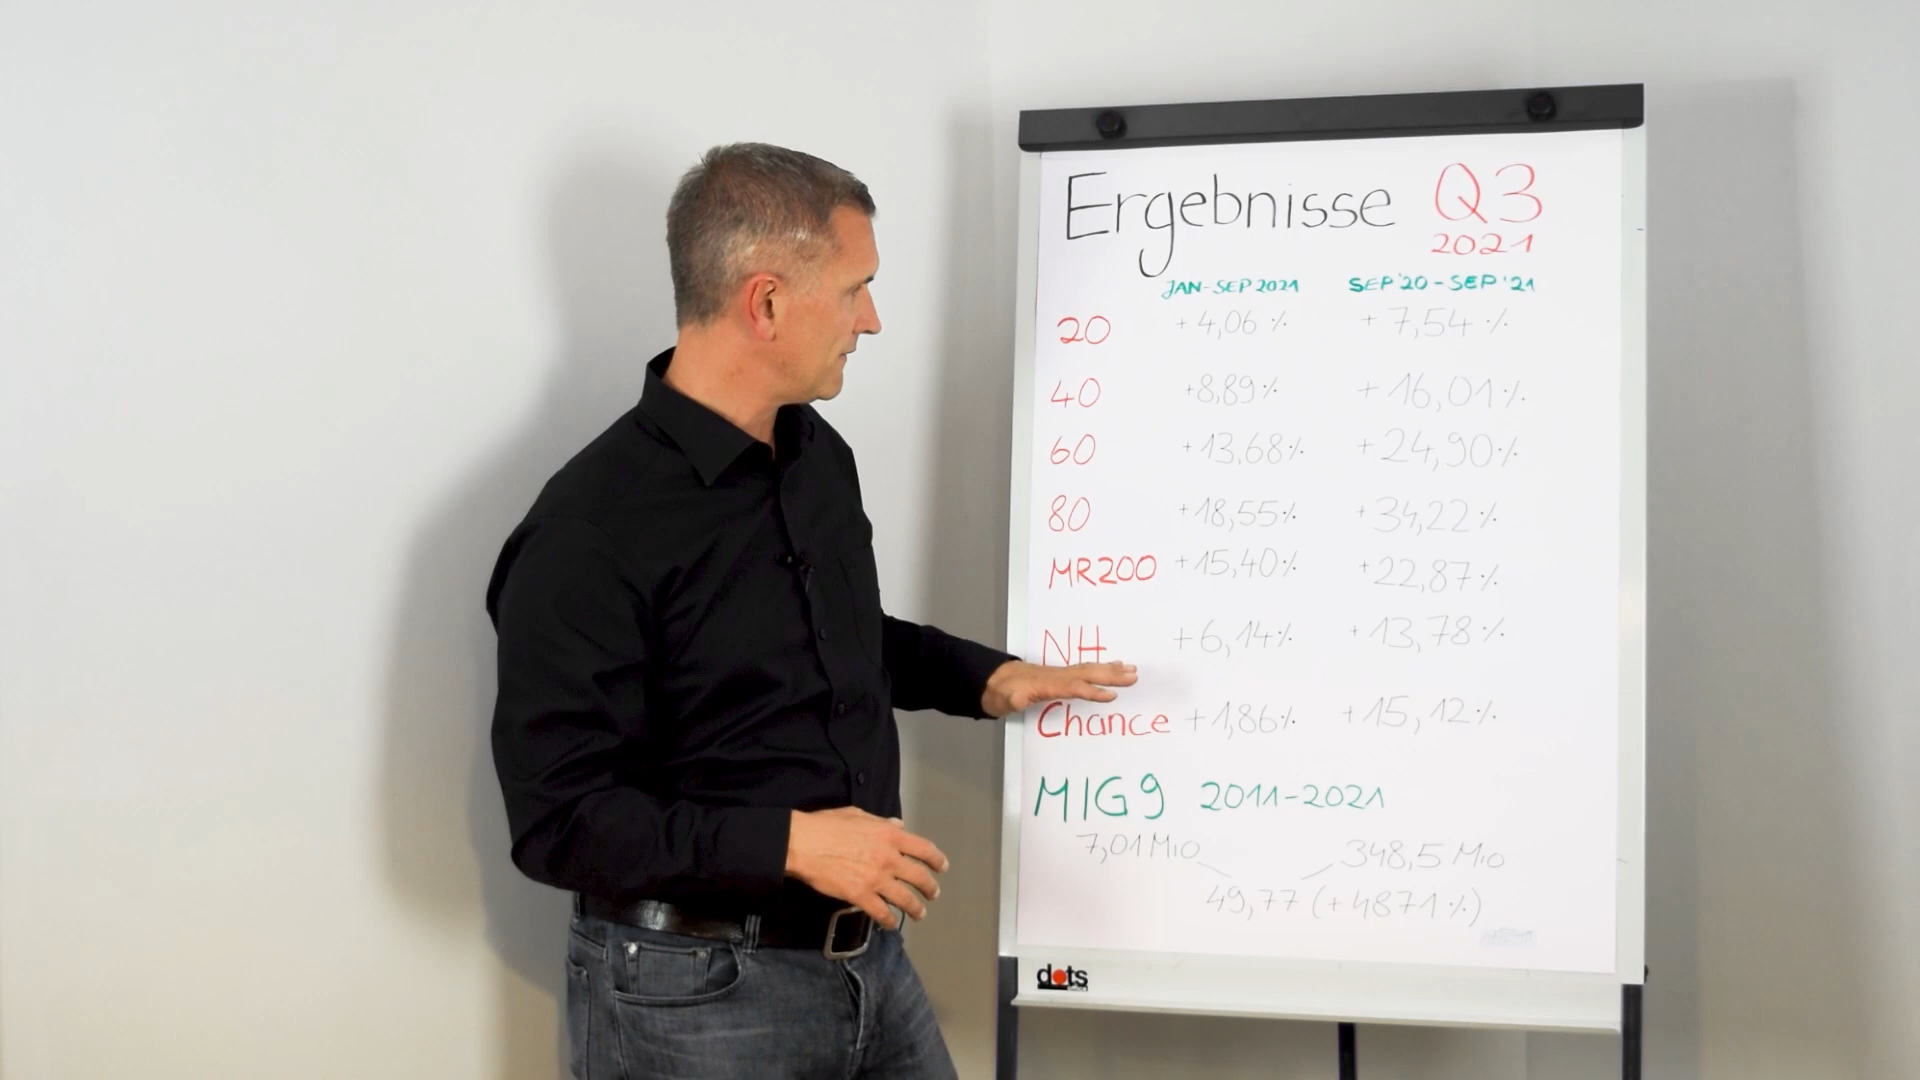 Ergebnisse Q3
2021
JAN-SEP 2021 SEP '20 - SEP '21
20 + 4,06 % + 7,54 %
40 +8,89% + 16,01%
60 +13,68% +24,90%
80 +18,55% +34,22%
MR200 +15,40% +22,87%
NH +6,14% +13,78%
Chance +1,86% +15,12%
MIG9 2011-2021
7,01 Mio 348,5 Mio
49,77 (+4871%)
dots